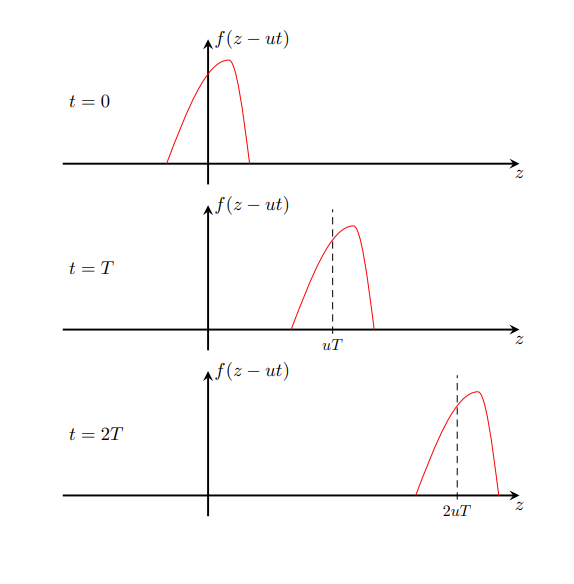 f(z − ut)
t = 0
z
f(z − ut)
t = T
uT
z
f(z − ut)
t = 2T
2uT
z